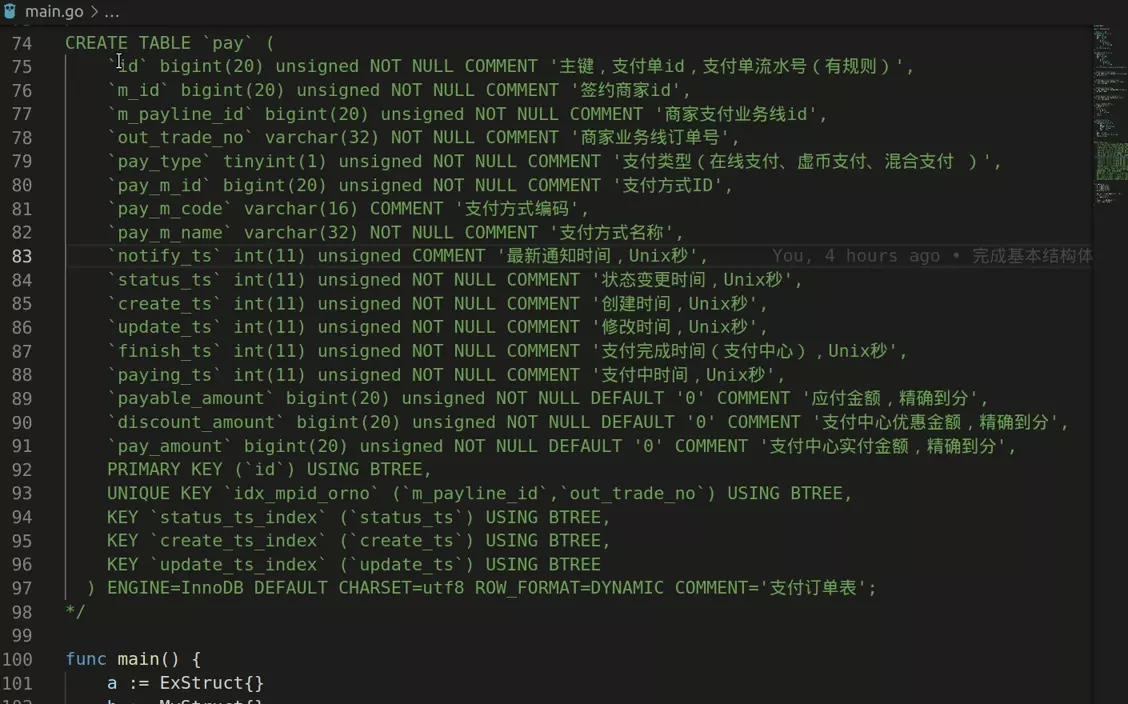 main.go > ...
74 CREATE TABLE `pay` (
75 `id` bigint(20) unsigned NOT NULL COMMENT '主键，支付单id，支付单流水号（有规则）',
76 `m_id` bigint(20) unsigned NOT NULL COMMENT '签约商家id',
77 `m_payline_id` bigint(20) unsigned NOT NULL COMMENT '商家支付业务线id',
78 `out_trade_no` varchar(32) NOT NULL COMMENT '商家业务线订单号',
79 `pay_type` tinyint(1) unsigned NOT NULL COMMENT '支付类型（在线支付、虚币支付、混合支付 ）',
80 `pay_m_id` bigint(20) unsigned NOT NULL COMMENT '支付方式ID',
81 `pay_m_code` varchar(16) COMMENT '支付方式编码',
82 `pay_m_name` varchar(32) NOT NULL COMMENT '支付方式名称',
83 `notify_ts` int(11) unsigned COMMENT '最新通知时间，Unix秒', You, 4 hours ago • 完成基本结构体
84 `status_ts` int(11) unsigned NOT NULL COMMENT '状态变更时间，Unix秒',
85 `create_ts` int(11) unsigned NOT NULL COMMENT '创建时间，Unix秒',
86 `update_ts` int(11) unsigned NOT NULL COMMENT '修改时间，Unix秒',
87 `finish_ts` int(11) unsigned NOT NULL COMMENT '支付完成时间（支付中心），Unix秒',
88 `paying_ts` int(11) unsigned NOT NULL COMMENT '支付中时间，Unix秒',
89 `payable_amount` bigint(20) unsigned NOT NULL DEFAULT '0' COMMENT '应付金额，精确到分',
90 `discount_amount` bigint(20) unsigned NOT NULL DEFAULT '0' COMMENT '支付中心优惠金额，精确到分',
91 `pay_amount` bigint(20) unsigned NOT NULL DEFAULT '0' COMMENT '支付中心实付金额，精确到分',
92 PRIMARY KEY (`id`) USING BTREE,
93 UNIQUE KEY `idx_mpid_orno` (`m_payline_id`,`out_trade_no`) USING BTREE,
94 KEY `status_ts_index` (`status_ts`) USING BTREE,
95 KEY `create_ts_index` (`create_ts`) USING BTREE,
96 KEY `update_ts_index` (`update_ts`) USING BTREE
97 ) ENGINE=InnoDB DEFAULT CHARSET=utf8 ROW_FORMAT=DYNAMIC COMMENT='支付订单表';
98 */
99
100 func main() {
101 a := ExStruct{}